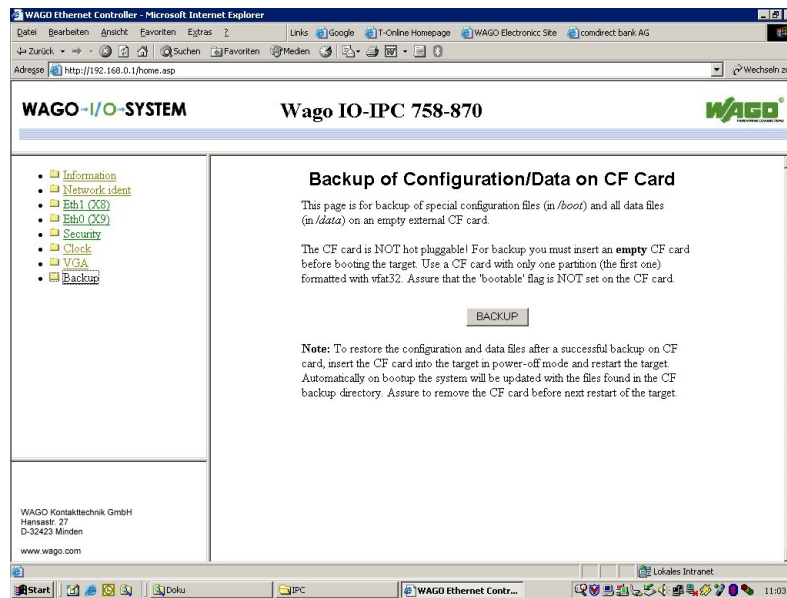 WAGO Ethernet Controller - Microsoft Internet Explorer
Datei Bearbeiten Ansicht Favoriten Extras ? Links Google T-Online Homepage WAGO Electronicc Site comdirect bank AG
Zurück Suchen Favoriten Medien
Adresse http://192.168.0.1/home.asp Wechseln zu
WAGO-I/O-SYSTEM Wago IO-IPC 758-870 WAGO
Information
Network ident
Eth1 (X8)
Eth0 (X9)
Security
Clock
VGA
Backup
Backup of Configuration/Data on CF Card
This page is for backup of special configuration files (in /boot) and all data files
(in /data) on an empty external CF card.
The CF card is NOT hot pluggable! For backup you must insert an empty CF card
before booting the target. Use a CF card with only one partition (the first one)
formatted with vfat32. Assure that the 'bootable' flag is NOT set on the CF card.
BACKUP
Note: To restore the configuration and data files after a successful backup on CF
card, insert the CF card into the target in power-off mode and restart the target.
Automatically on bootup the system will be updated with the files found in the CF
backup directory. Assure to remove the CF card before next restart of the target.
WAGO Kontakttechnik GmbH
Hansastr. 27
D-32423 Minden
www.wago.com
Lokales Intranet
Start Doku IPC WAGO Ethernet Contr... 11:03